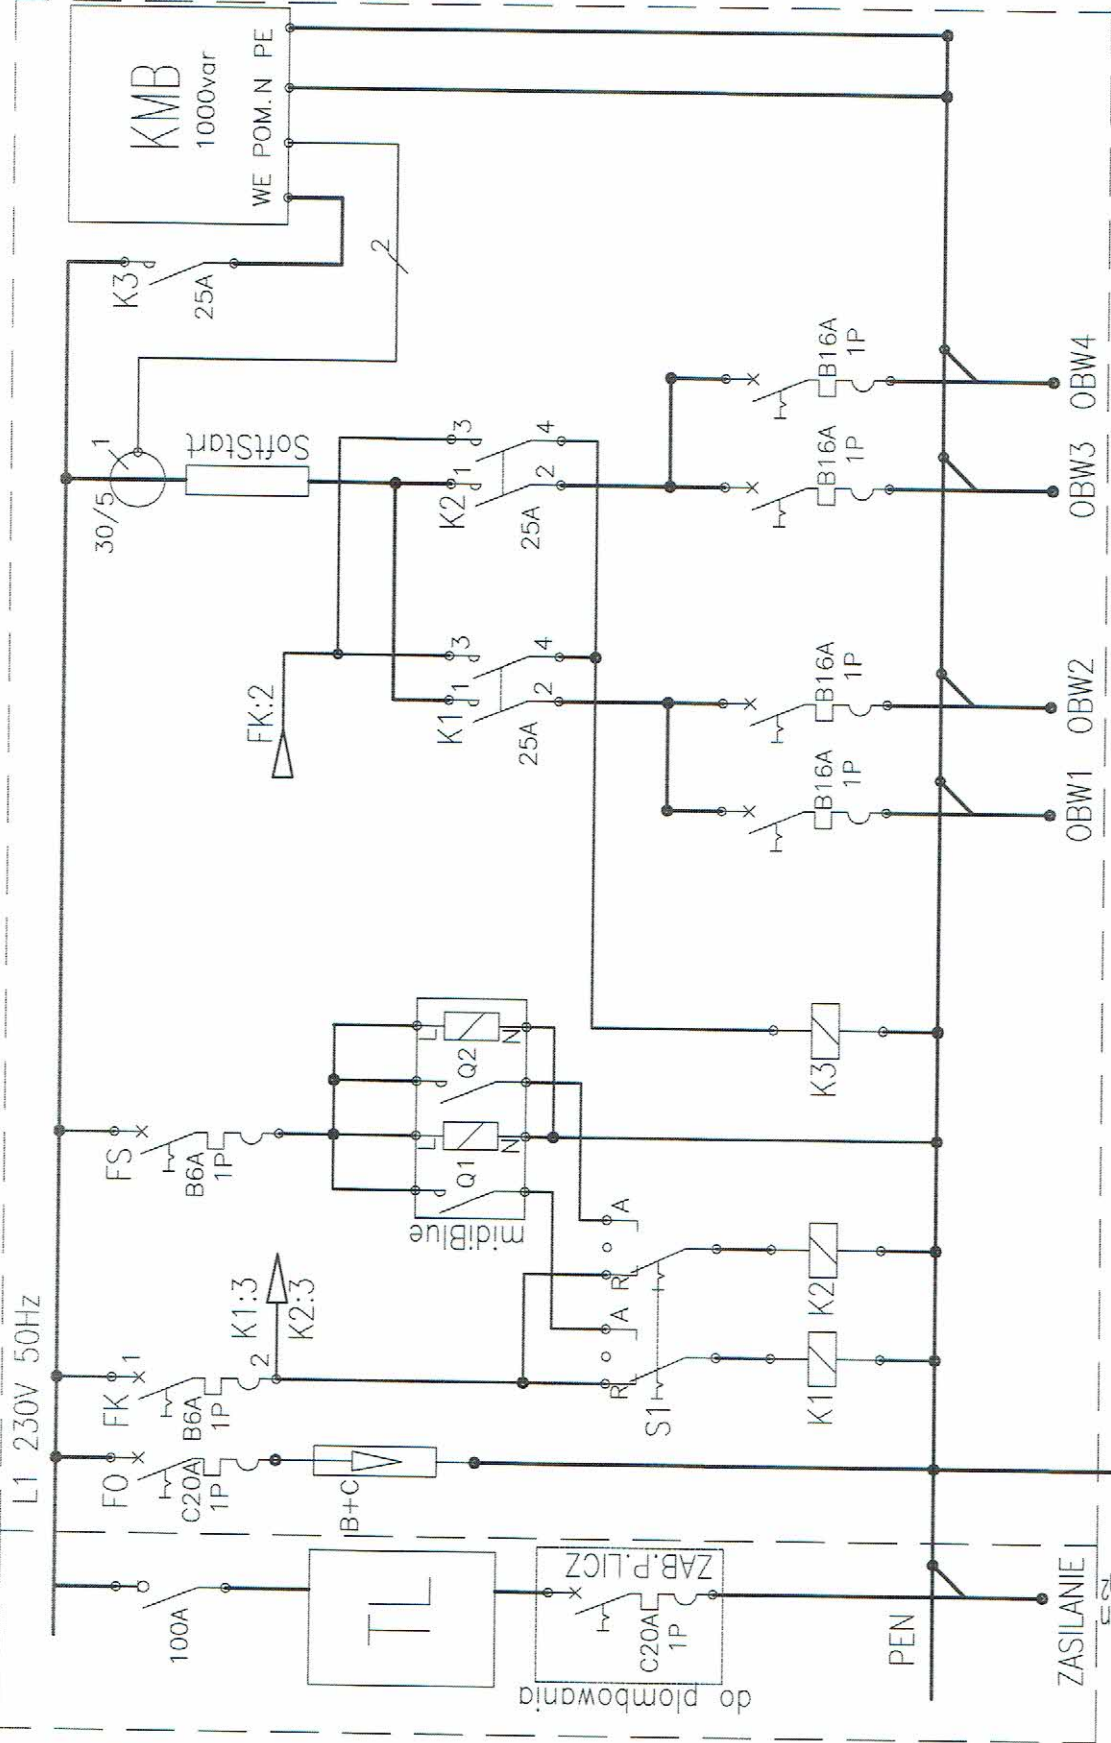 L1 230V 50Hz
100A
TL
do plombowania
ZAB.P.LICZ
C20A
1P
PEN
ZASILANIE
FO
C20A
1P
B+C
FK
1
B6A
1P
2
K1:3
K2:3
S1
R
A
R
A
K1
K2
FS
B6A
1P
midiBlue
Q1
L
N
Q2
L
N
K3
FK:2
K1
1
3
25A
2
4
K2
1
3
25A
2
4
30/5
1
SoftStart
K3
25A
2
KMB
1000var
WE POM.N PE
B16A
1P
B16A
1P
B16A
1P
B16A
1P
OBW1
OBW2
OBW3
OBW4